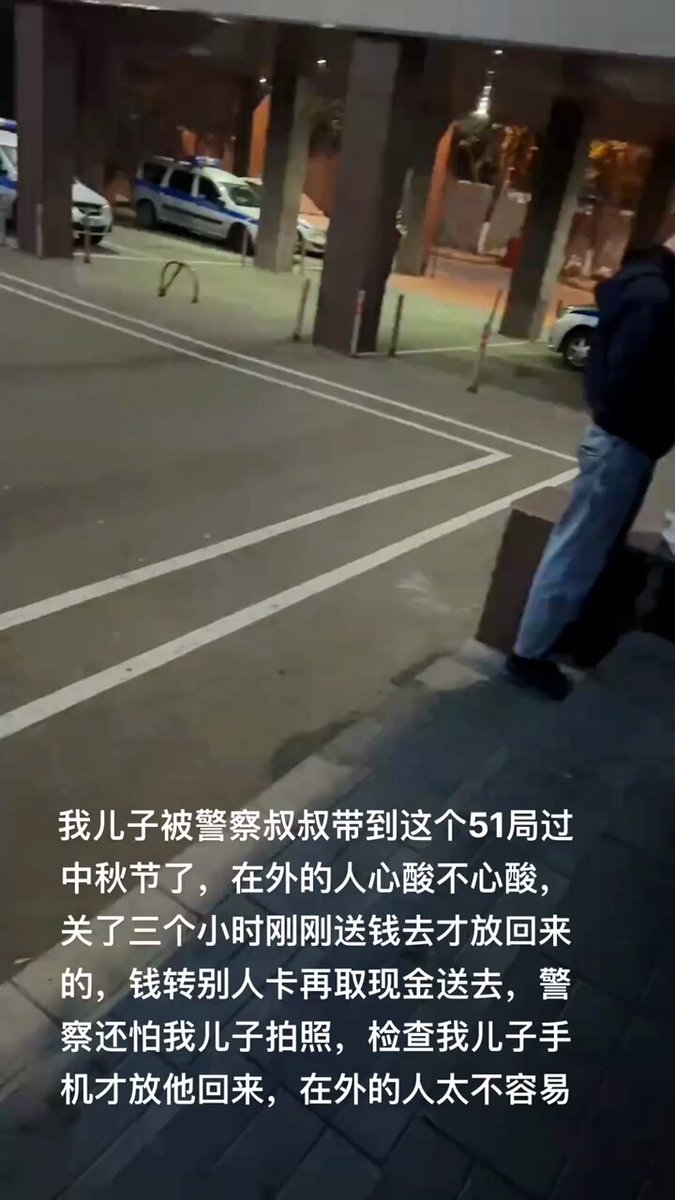 我儿子被警察叔叔带到这个51局过
中秋节了，在外的人心酸不心酸，
关了三个小时刚刚送钱去才放回来
的，钱转别人卡再取现金送去，警
察还怕我儿子拍照，检查我儿子手
机才放他回来，在外的人太不容易